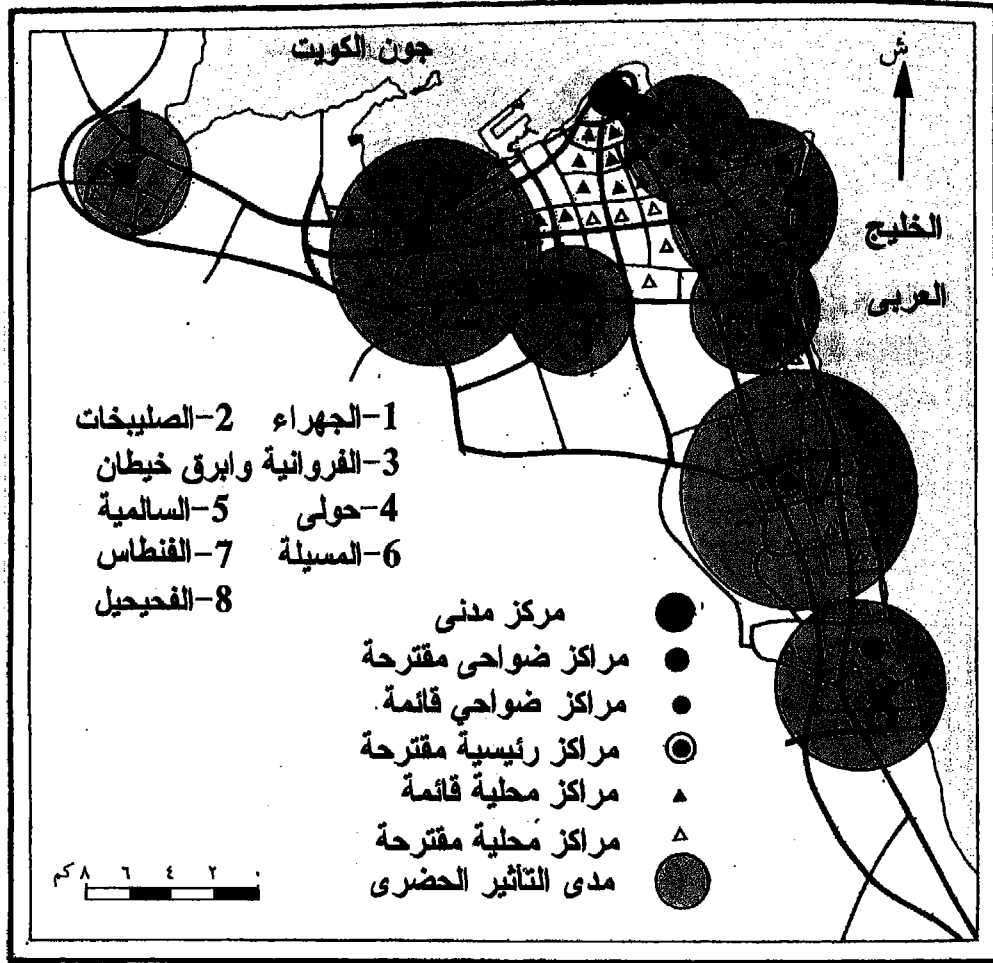 جون الكويت
ش
الخليج
العربى
1-الجهراء 2-الصليبخات
3-الفروانية وابرق خيطان
4-حولى 5-السالمية
6-المسيلة 7-الفنطاس
8-الفحيحيل
مركز مدنى
مراكز ضواحى مقترحة
مراكز ضواحي قائمة
مراكز رئيسية مقترحة
مراكز محلية قائمة
مراكز محلية مقترحة
مدى التأثير الحضرى
٠ ٢ ٤ ٦ ٨ كم
1